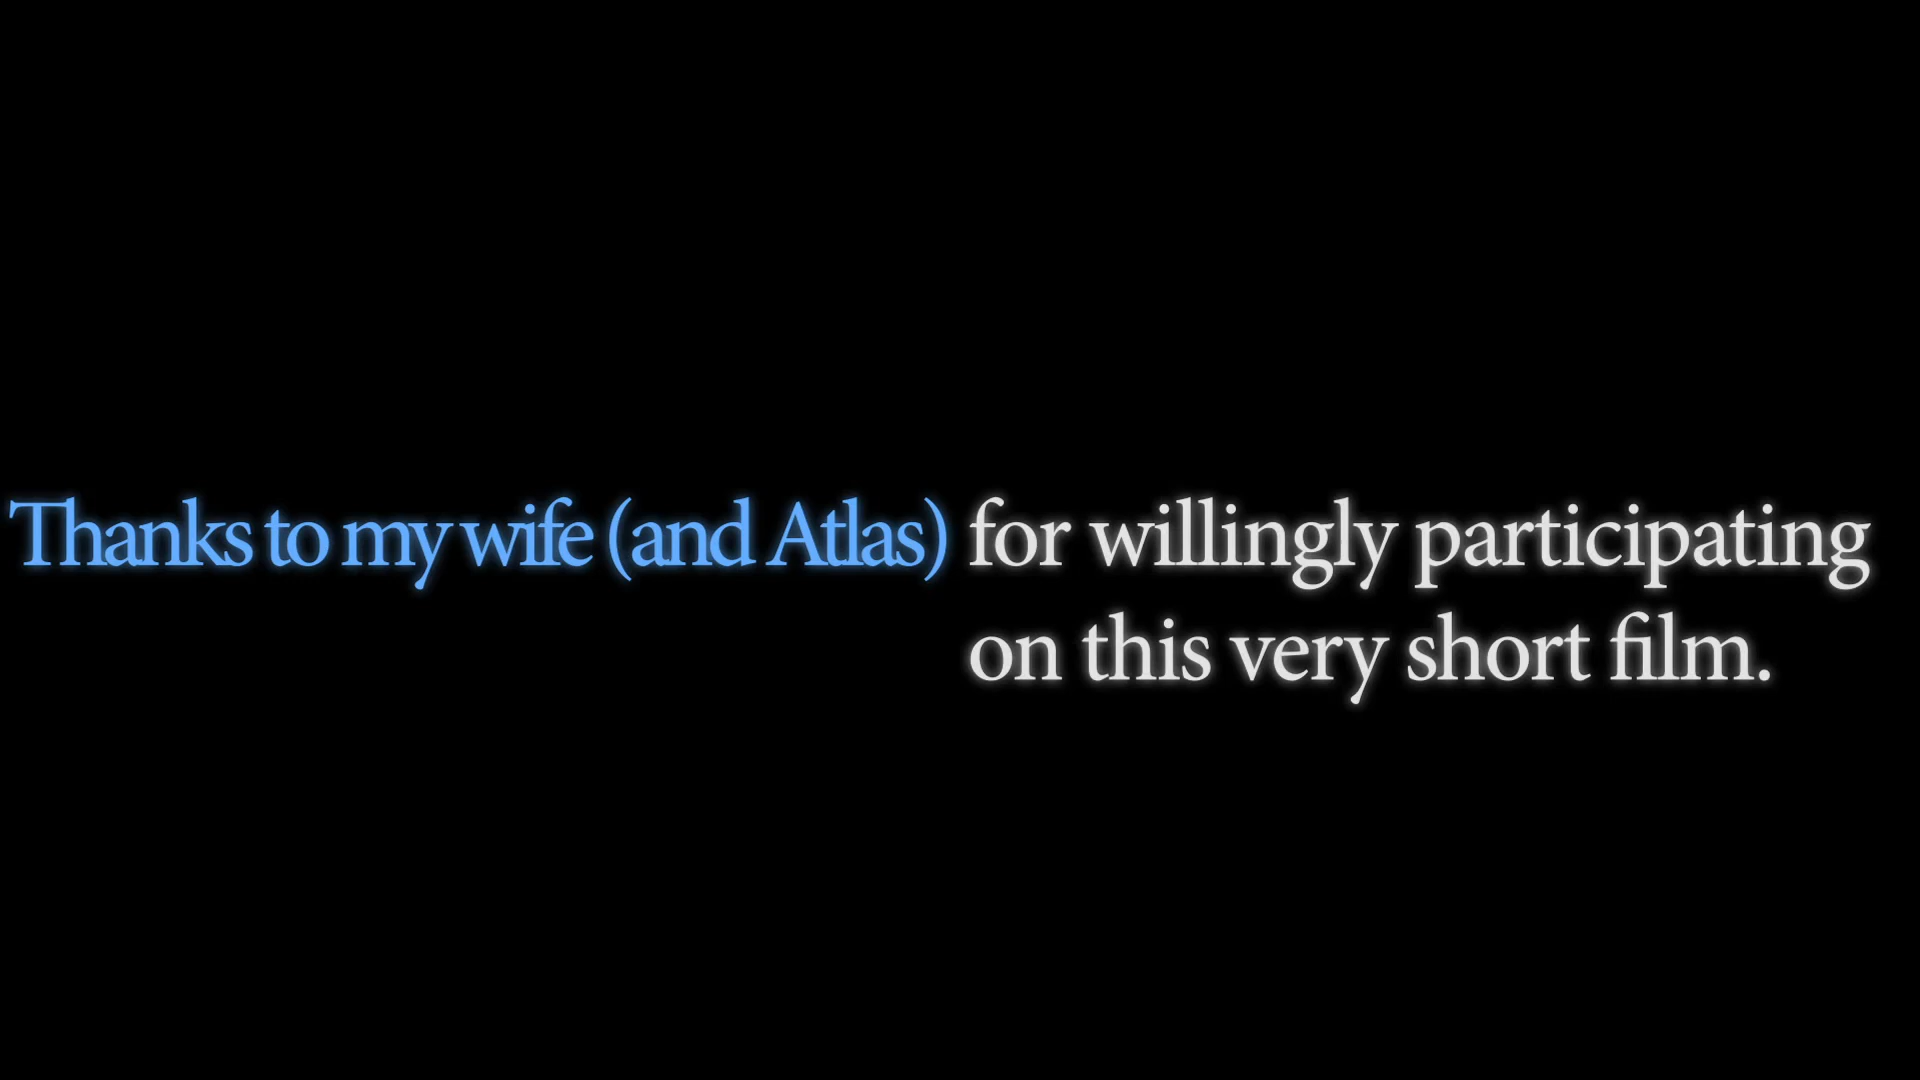 Thanks to my wife (and Atlas) for willingly participating
on this very short film.